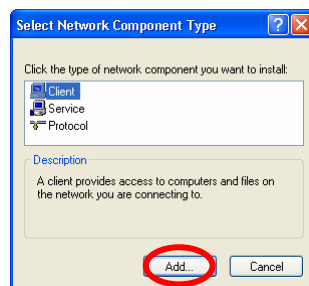 Select Network Component Type
Click the type of network component you want to install:
Client
Service
Protocol
Description
A client provides access to computers and files on
the network you are connecting to.
Add...
Cancel